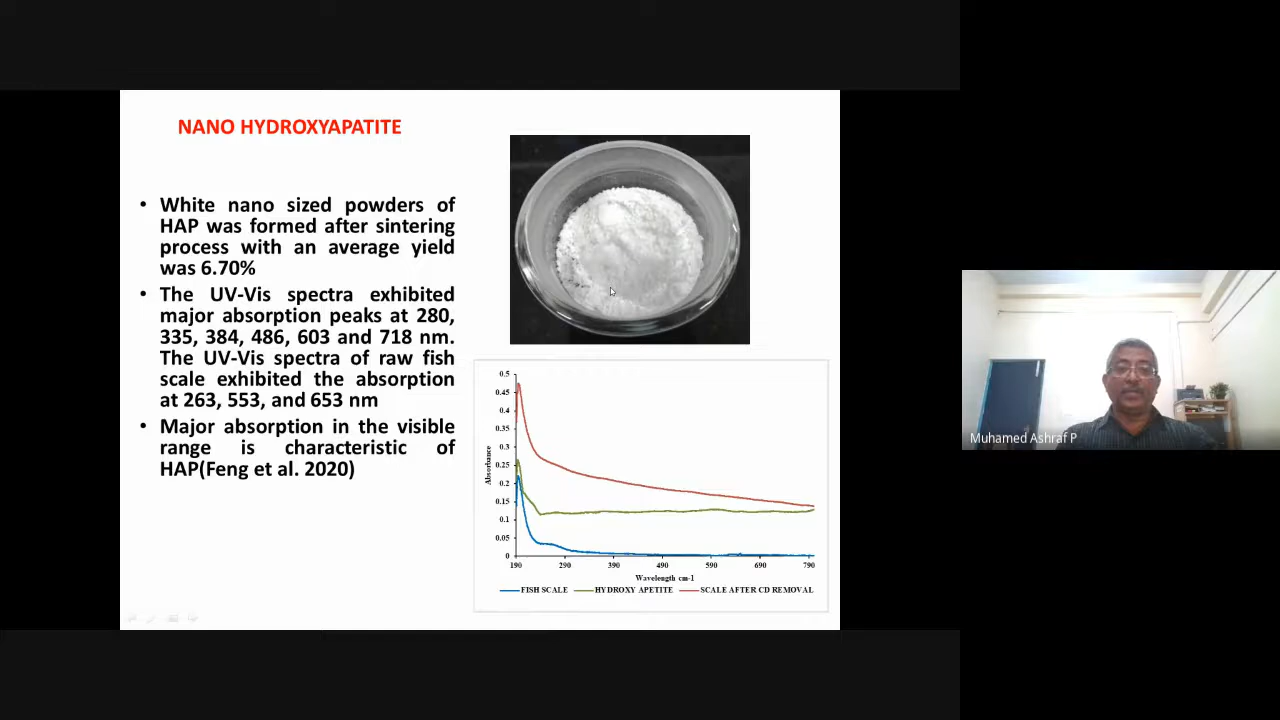 NANO HYDROXYAPATITE
• White nano sized powders of
HAP was formed after sintering
process with an average yield
was 6.70%
• The UV-Vis spectra exhibited
major absorption peaks at 280,
335, 384, 486, 603 and 718 nm.
The UV-Vis spectra of raw fish
scale exhibited the absorption
at 263, 553, and 653 nm
• Major absorption in the visible
range is characteristic of
HAP(Feng et al. 2020)
0.5
0.45
0.4
0.35
0.3
0.25
0.2
0.15
0.1
0.05
0
Absorbance
190 290 390 490 590 690 790
Wavelength cm-1
FISH SCALE HYDROXY APETITE SCALE AFTER CD REMOVAL
Muhamed Ashraf P